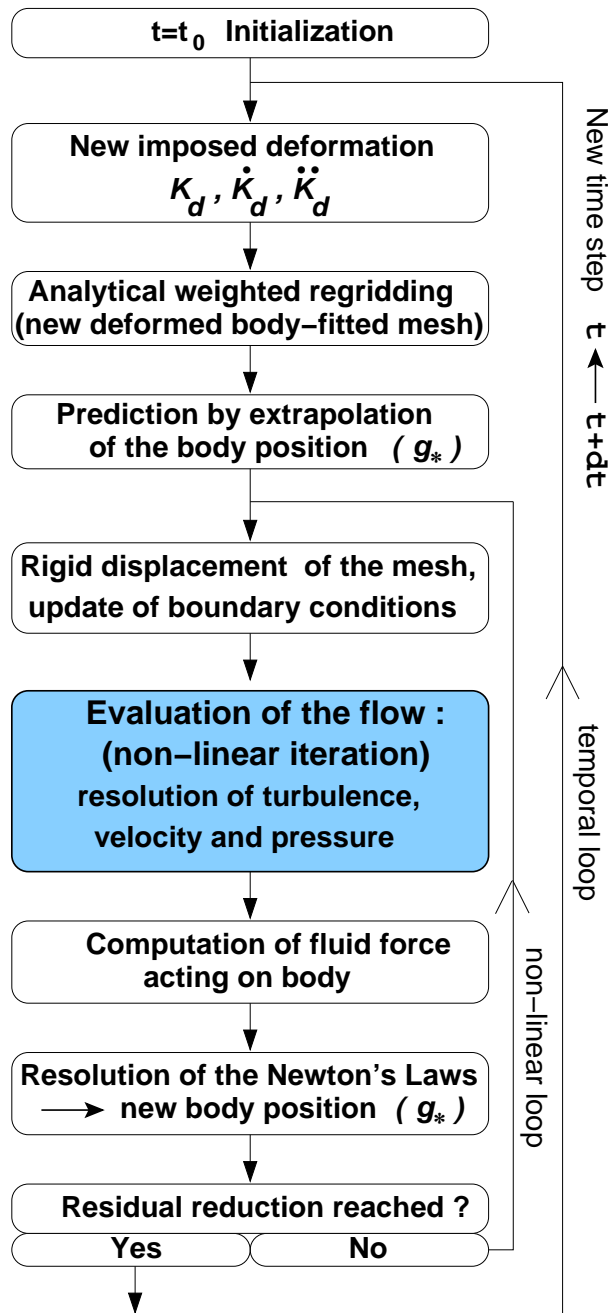 t=t0 Initialization
New imposed deformation
Kd , K̇d , K̈d
Analytical weighted regridding
(new deformed body–fitted mesh)
Prediction by extrapolation
of the body position ( g* )
Rigid displacement of the mesh,
update of boundary conditions
Evaluation of the flow :
(non–linear iteration)
resolution of turbulence,
velocity and pressure
Computation of fluid force
acting on body
Resolution of the Newton's Laws
⟶ new body position ( g* )
Residual reduction reached ?
Yes
No
non–linear loop
temporal loop
New time step t ⟵ t+dt